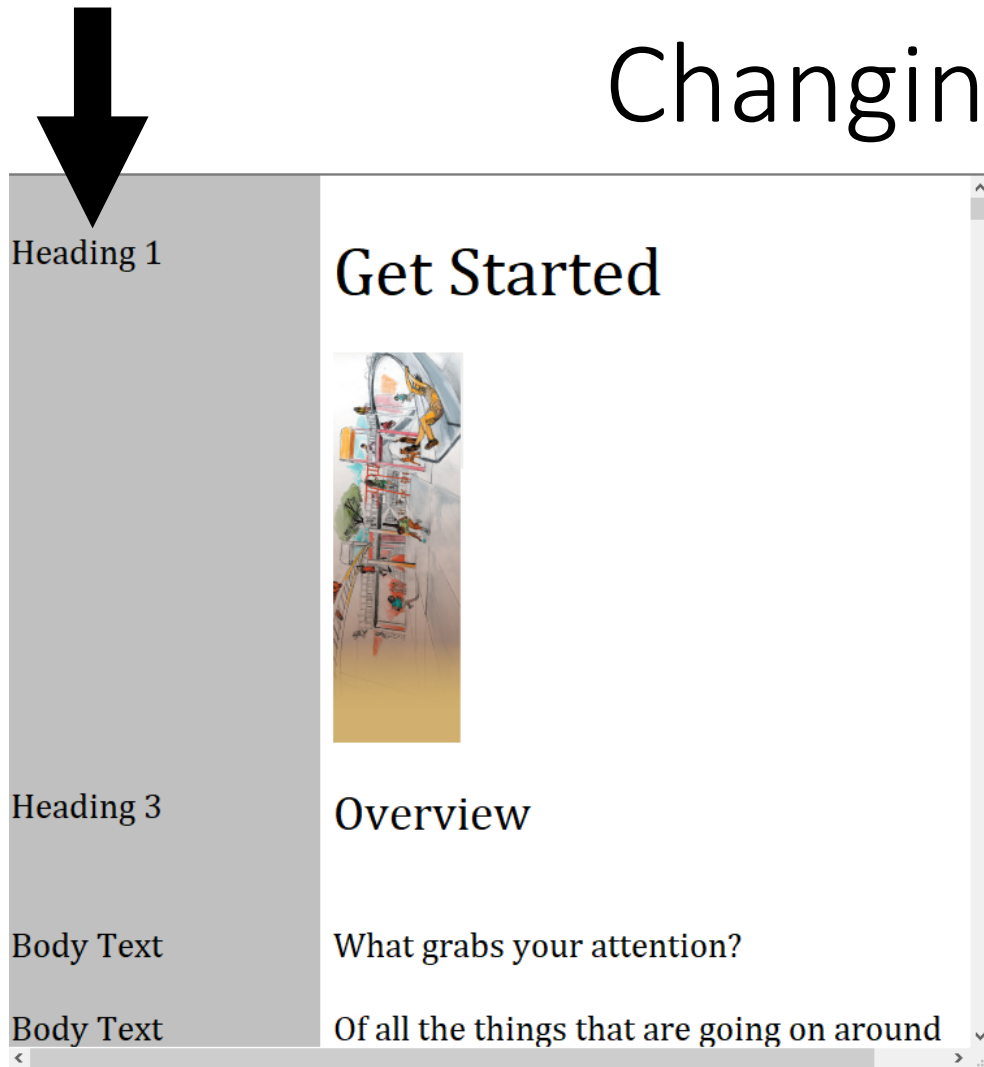 Changin
Heading 1
Get Started
Heading 3
Overview
Body Text
What grabs your attention?
Body Text
Of all the things that are going on around